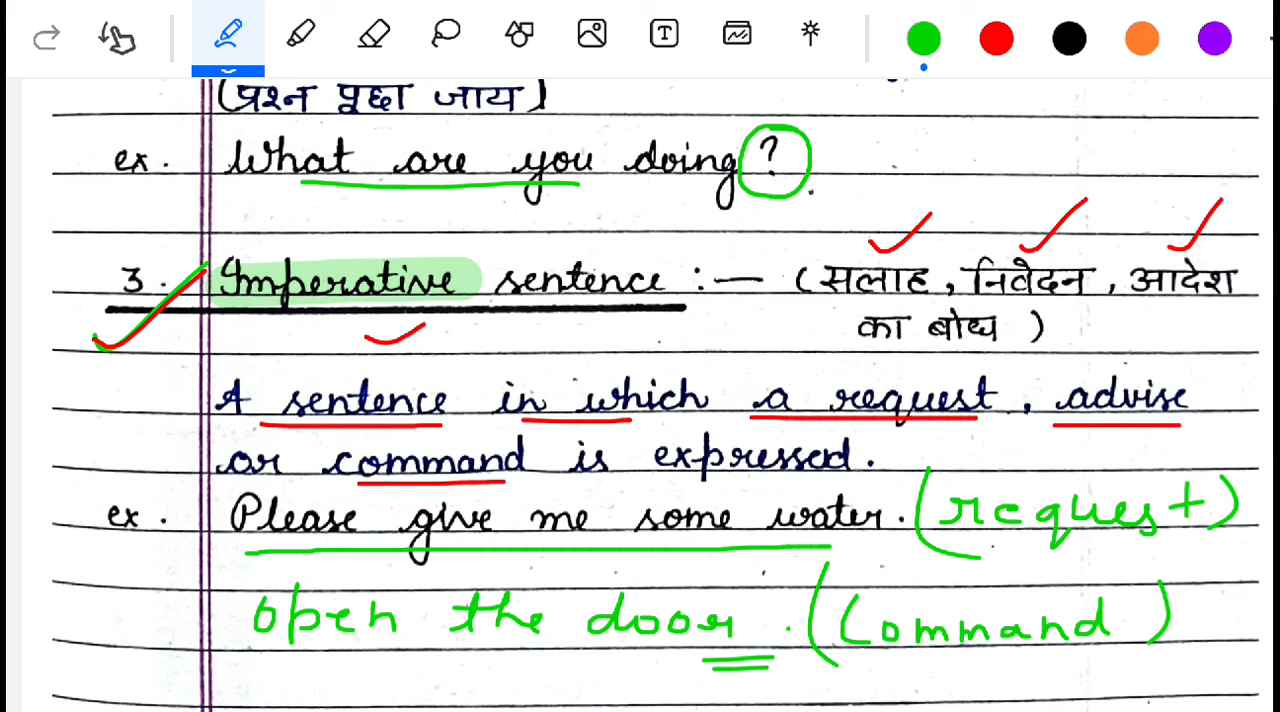 (प्रश्न पूछा जाय)
ex. What are you doing ?
3. Imperative sentence :— (सलाह, निवेदन, आदेश
का बोध )
A sentence in which a request, advise
or command is expressed.
ex. Please give me some water. (request)
open the door. (Command)